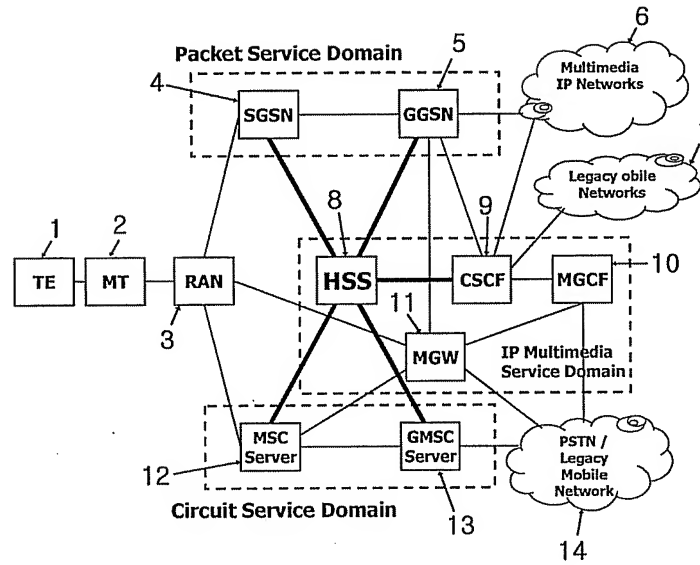 6
Packet Service Domain
5
4
Multimedia
IP Networks
SGSN
GGSN
Legacy obile
Networks
8
9
1
2
10
TE
MT
RAN
HSS
CSCF
MGCF
11
3
MGW
IP Multimedia
Service Domain
MSC
Server
GMSC
Server
PSTN /
Legacy
Mobile
Network
12
13
Circuit Service Domain
14